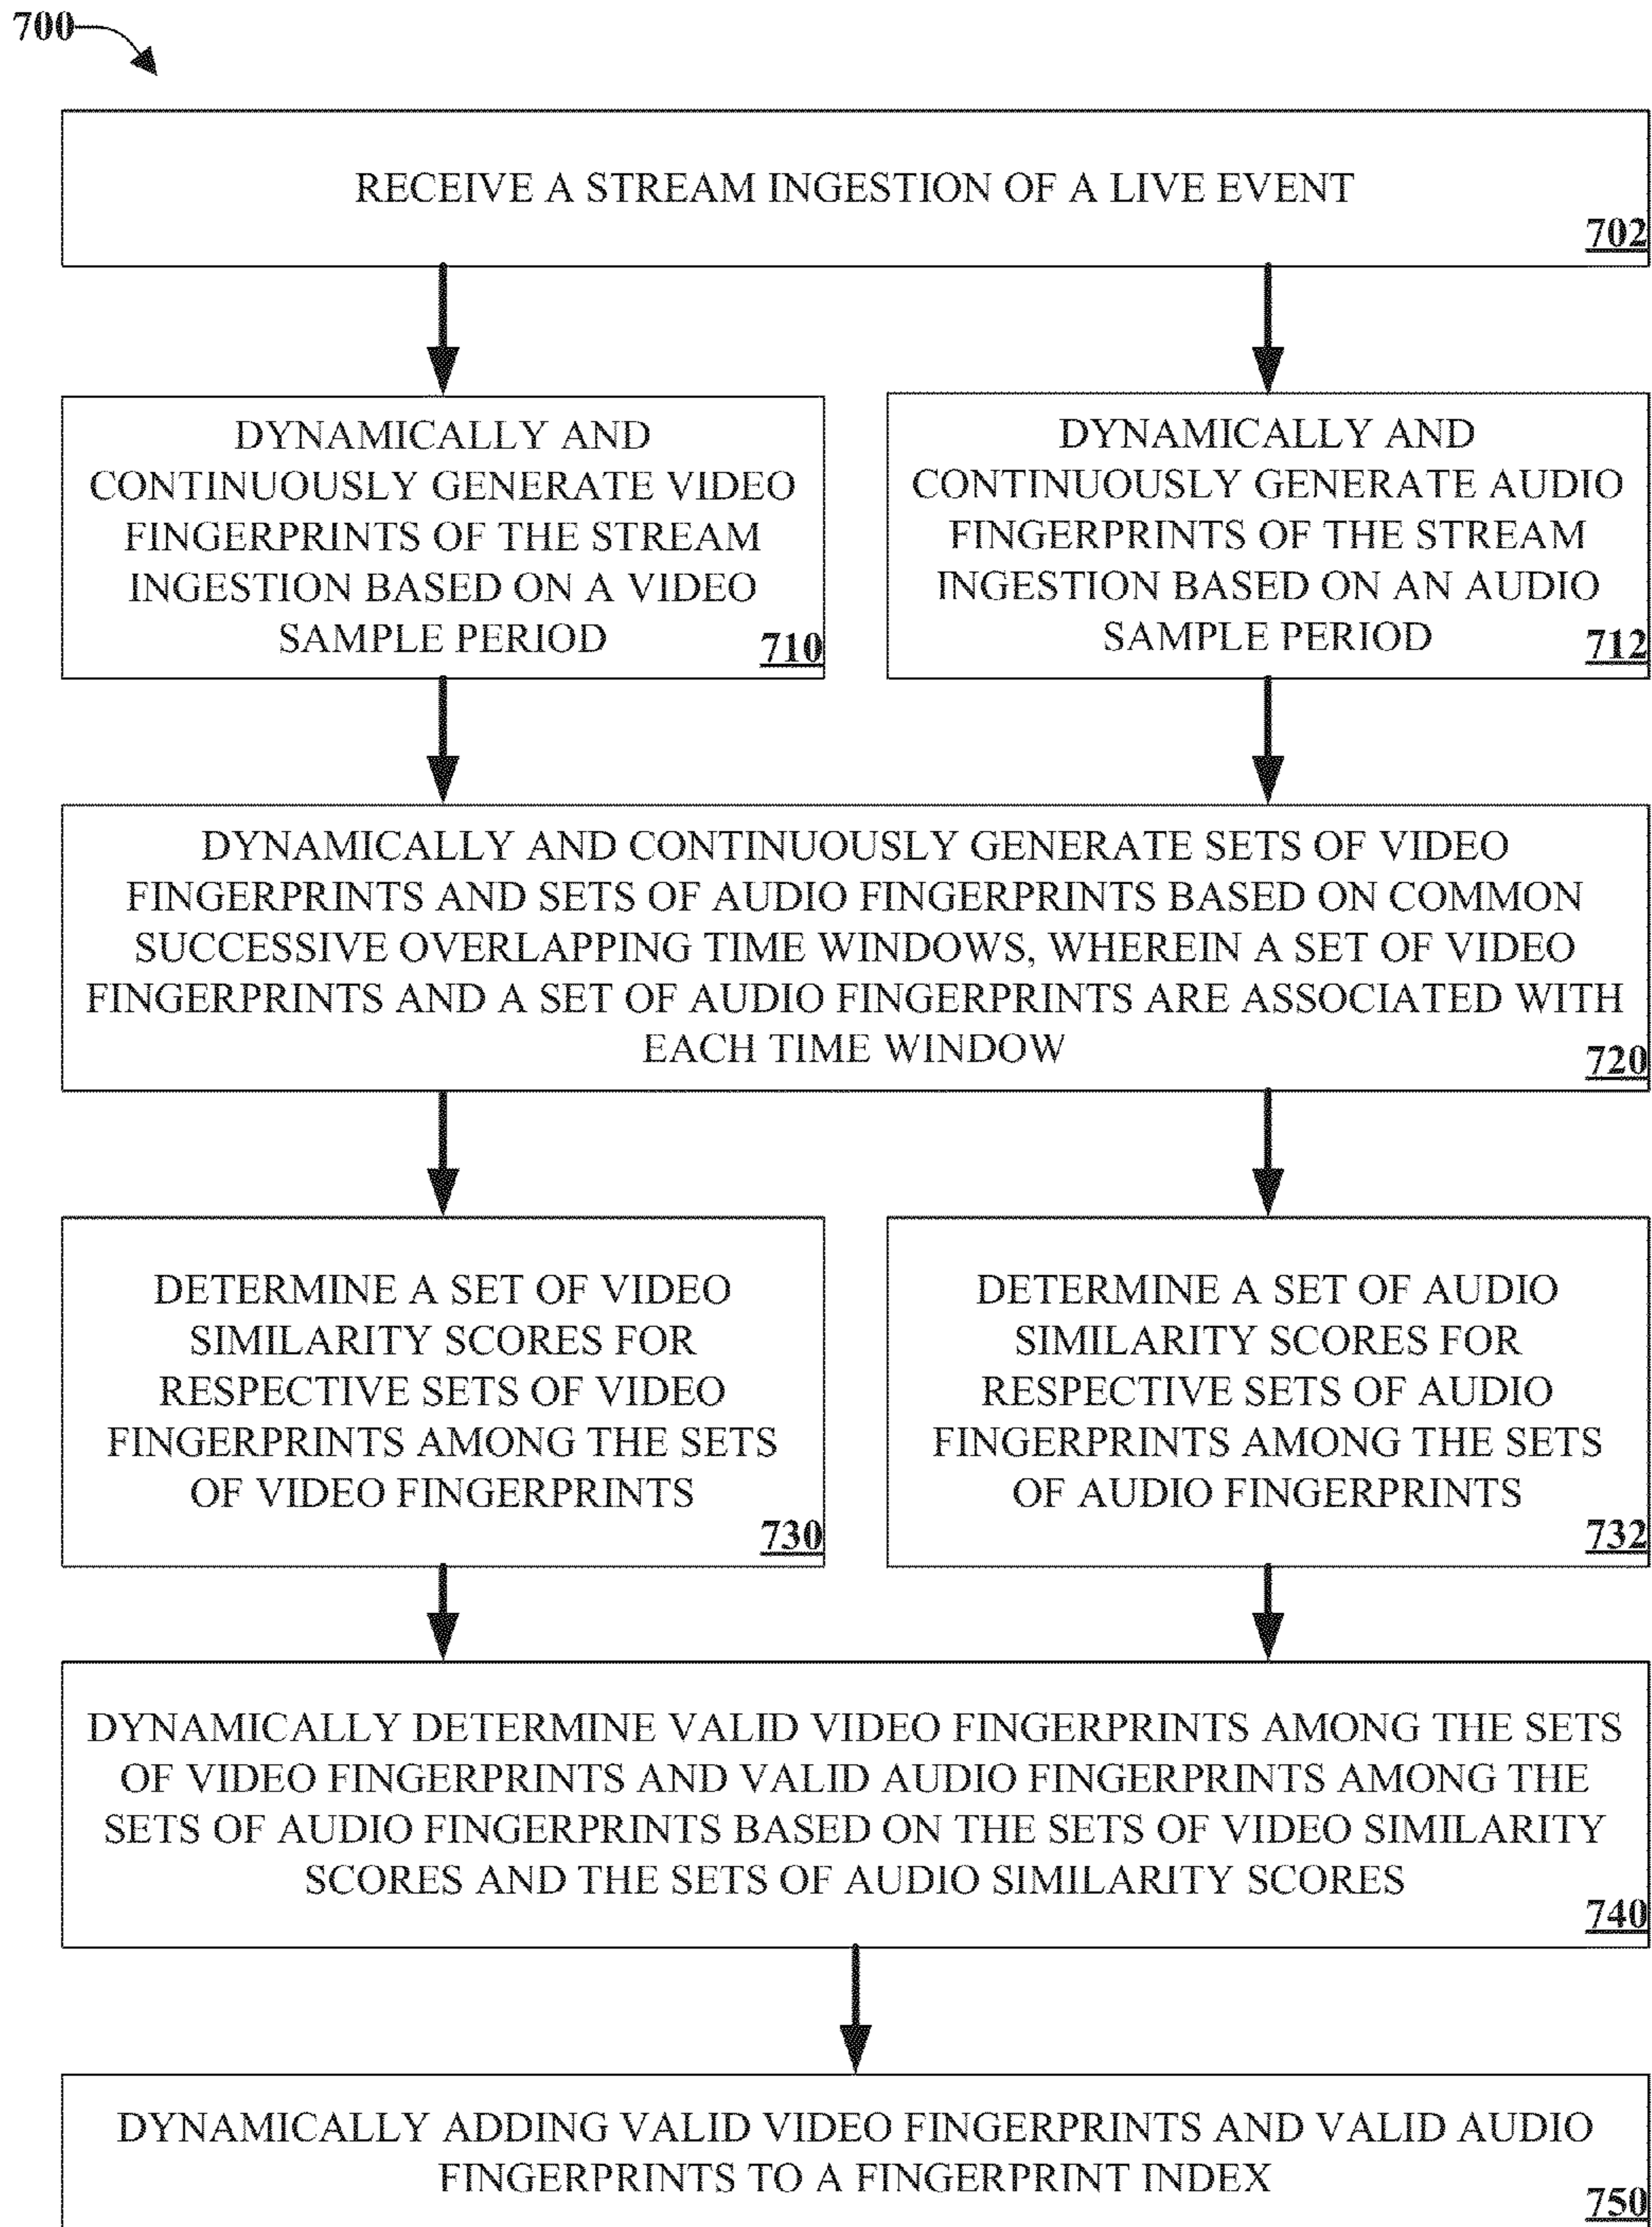 700
RECEIVE A STREAM INGESTION OF A LIVE EVENT
702
DYNAMICALLY AND
CONTINUOUSLY GENERATE VIDEO
FINGERPRINTS OF THE STREAM
INGESTION BASED ON A VIDEO
SAMPLE PERIOD
710
DYNAMICALLY AND
CONTINUOUSLY GENERATE AUDIO
FINGERPRINTS OF THE STREAM
INGESTION BASED ON AN AUDIO
SAMPLE PERIOD
712
DYNAMICALLY AND CONTINUOUSLY GENERATE SETS OF VIDEO
FINGERPRINTS AND SETS OF AUDIO FINGERPRINTS BASED ON COMMON
SUCCESSIVE OVERLAPPING TIME WINDOWS, WHEREIN A SET OF VIDEO
FINGERPRINTS AND A SET OF AUDIO FINGERPRINTS ARE ASSOCIATED WITH
EACH TIME WINDOW
720
DETERMINE A SET OF VIDEO
SIMILARITY SCORES FOR
RESPECTIVE SETS OF VIDEO
FINGERPRINTS AMONG THE SETS
OF VIDEO FINGERPRINTS
730
DETERMINE A SET OF AUDIO
SIMILARITY SCORES FOR
RESPECTIVE SETS OF AUDIO
FINGERPRINTS AMONG THE SETS
OF AUDIO FINGERPRINTS
732
DYNAMICALLY DETERMINE VALID VIDEO FINGERPRINTS AMONG THE SETS
OF VIDEO FINGERPRINTS AND VALID AUDIO FINGERPRINTS AMONG THE
SETS OF AUDIO FINGERPRINTS BASED ON THE SETS OF VIDEO SIMILARITY
SCORES AND THE SETS OF AUDIO SIMILARITY SCORES
740
DYNAMICALLY ADDING VALID VIDEO FINGERPRINTS AND VALID AUDIO
FINGERPRINTS TO A FINGERPRINT INDEX
750